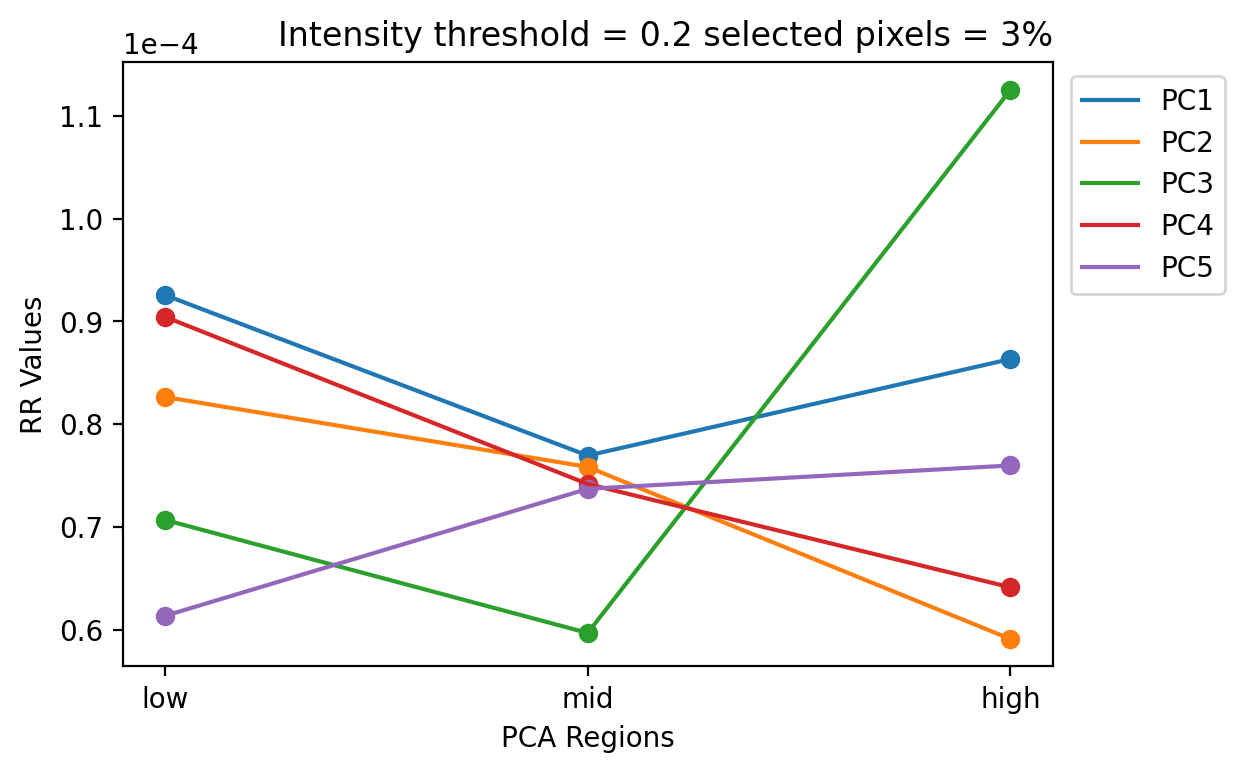 Intensity threshold = 0.2 selected pixels = 3%
1e−4
1.1
1.0
0.9
0.8
0.7
0.6
RR Values
low
mid
high
PCA Regions
PC1
PC2
PC3
PC4
PC5